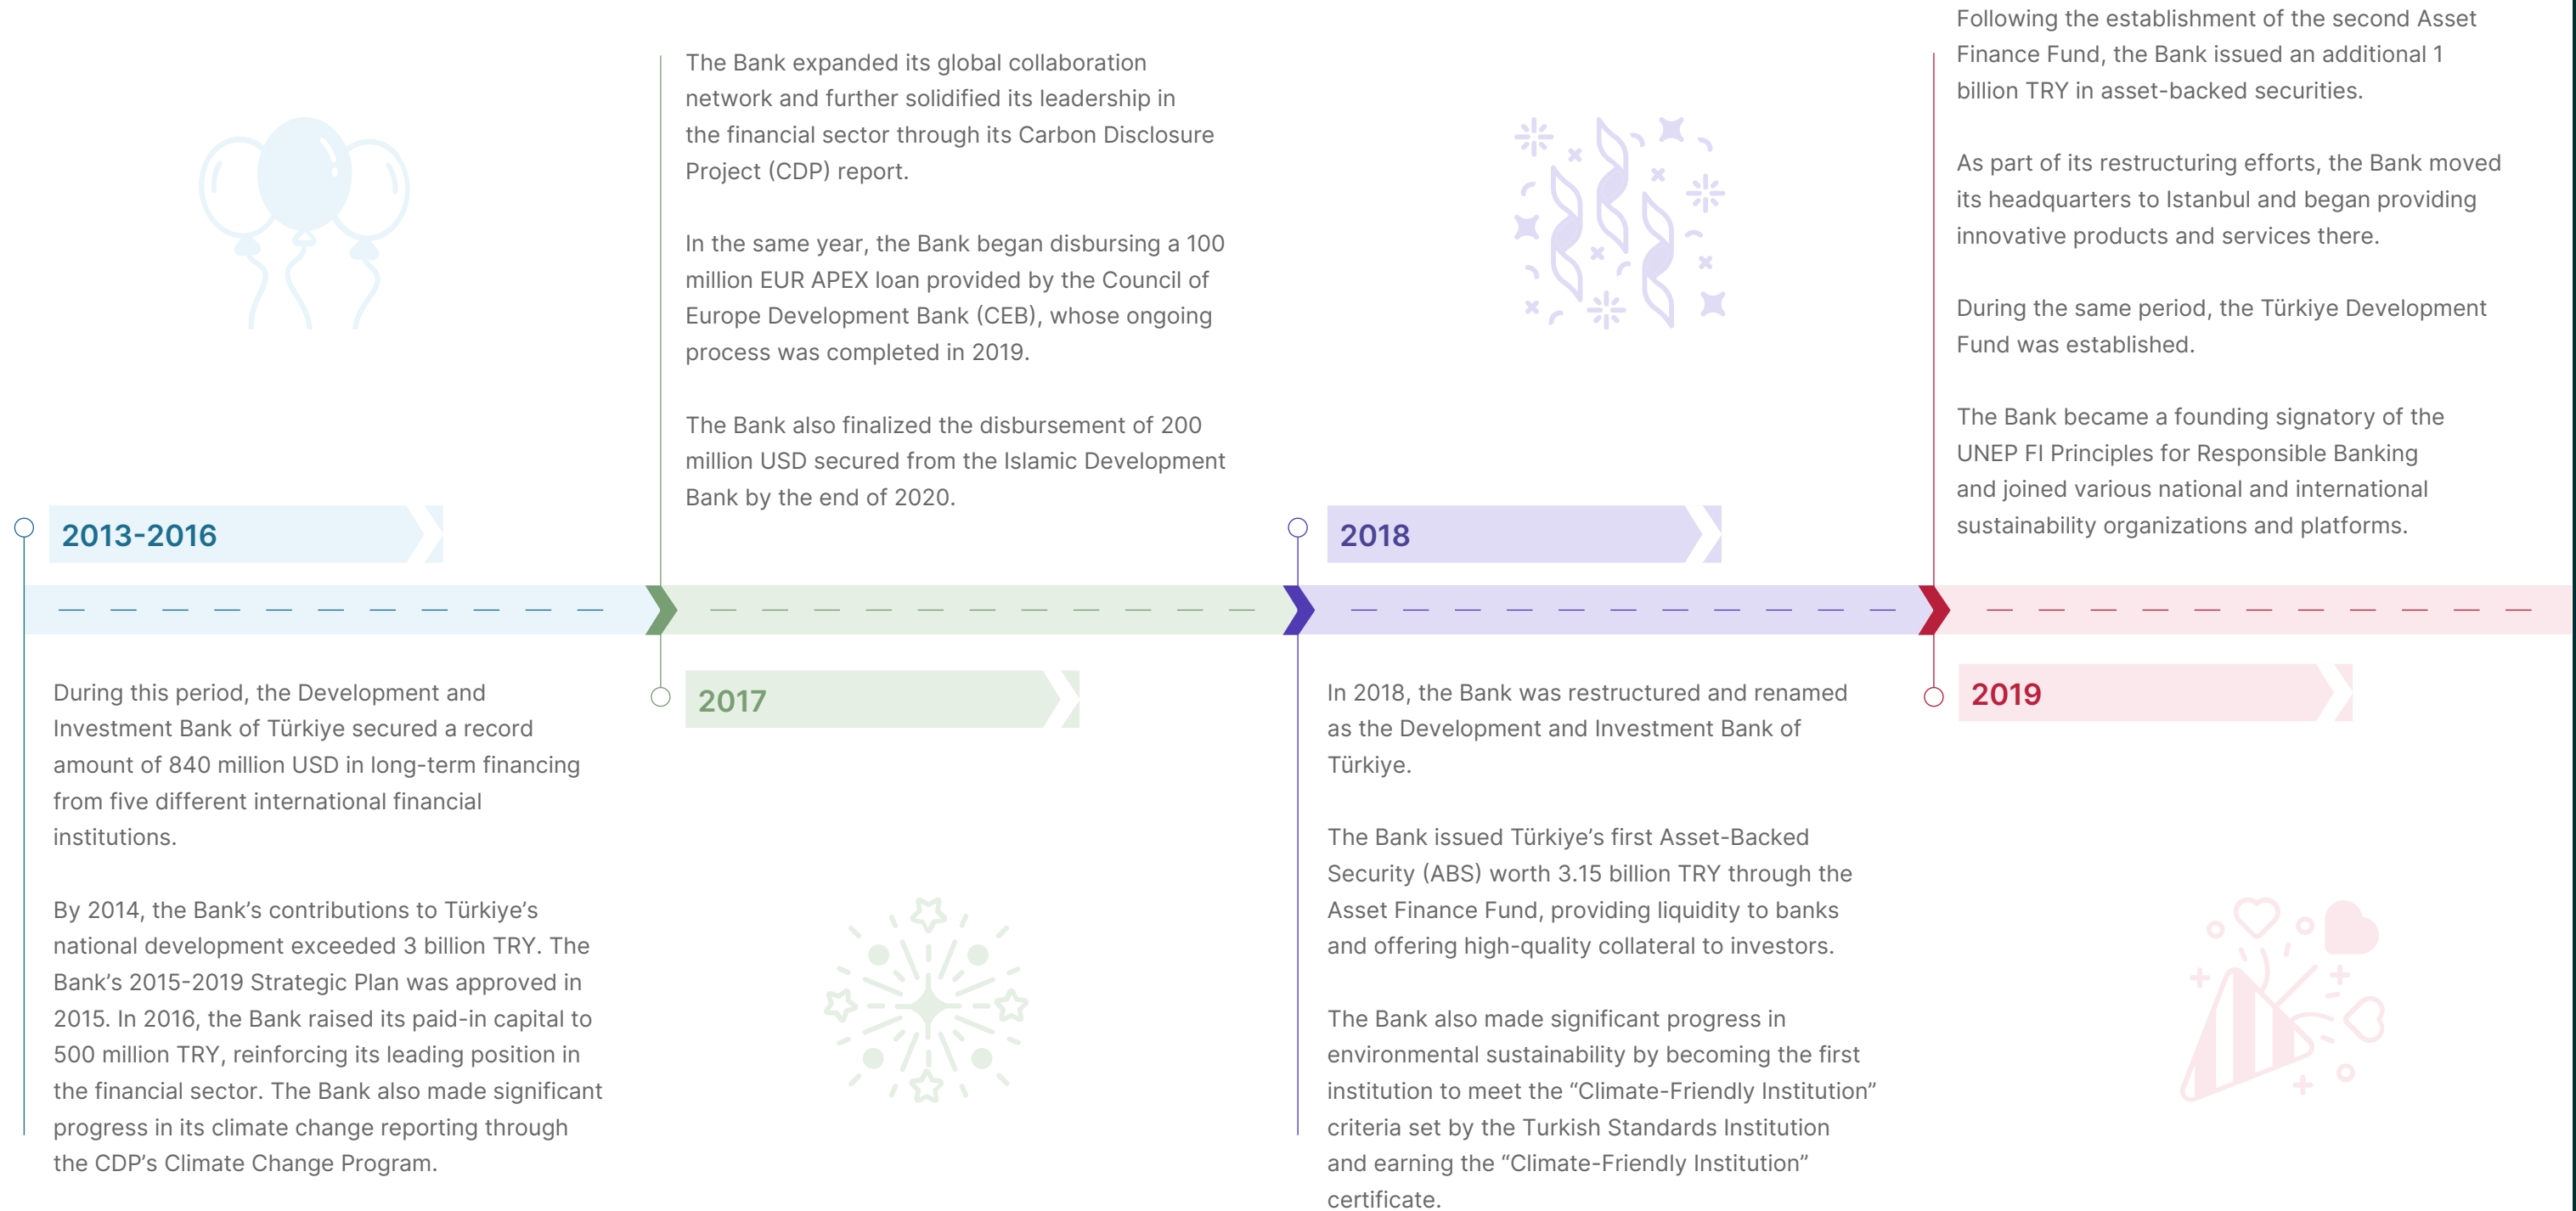 2013-2016
During this period, the Development and
Investment Bank of Türkiye secured a record
amount of 840 million USD in long-term financing
from five different international financial
institutions.
By 2014, the Bank’s contributions to Türkiye’s
national development exceeded 3 billion TRY. The
Bank’s 2015-2019 Strategic Plan was approved in
2015. In 2016, the Bank raised its paid-in capital to
500 million TRY, reinforcing its leading position in
the financial sector. The Bank also made significant
progress in its climate change reporting through
the CDP’s Climate Change Program.
The Bank expanded its global collaboration
network and further solidified its leadership in
the financial sector through its Carbon Disclosure
Project (CDP) report.
In the same year, the Bank began disbursing a 100
million EUR APEX loan provided by the Council of
Europe Development Bank (CEB), whose ongoing
process was completed in 2019.
The Bank also finalized the disbursement of 200
million USD secured from the Islamic Development
Bank by the end of 2020.
2017
2018
In 2018, the Bank was restructured and renamed
as the Development and Investment Bank of
Türkiye.
The Bank issued Türkiye’s first Asset-Backed
Security (ABS) worth 3.15 billion TRY through the
Asset Finance Fund, providing liquidity to banks
and offering high-quality collateral to investors.
The Bank also made significant progress in
environmental sustainability by becoming the first
institution to meet the “Climate-Friendly Institution”
criteria set by the Turkish Standards Institution
and earning the “Climate-Friendly Institution”
certificate.
Following the establishment of the second Asset
Finance Fund, the Bank issued an additional 1
billion TRY in asset-backed securities.
As part of its restructuring efforts, the Bank moved
its headquarters to Istanbul and began providing
innovative products and services there.
During the same period, the Türkiye Development
Fund was established.
The Bank became a founding signatory of the
UNEP FI Principles for Responsible Banking
and joined various national and international
sustainability organizations and platforms.
2019